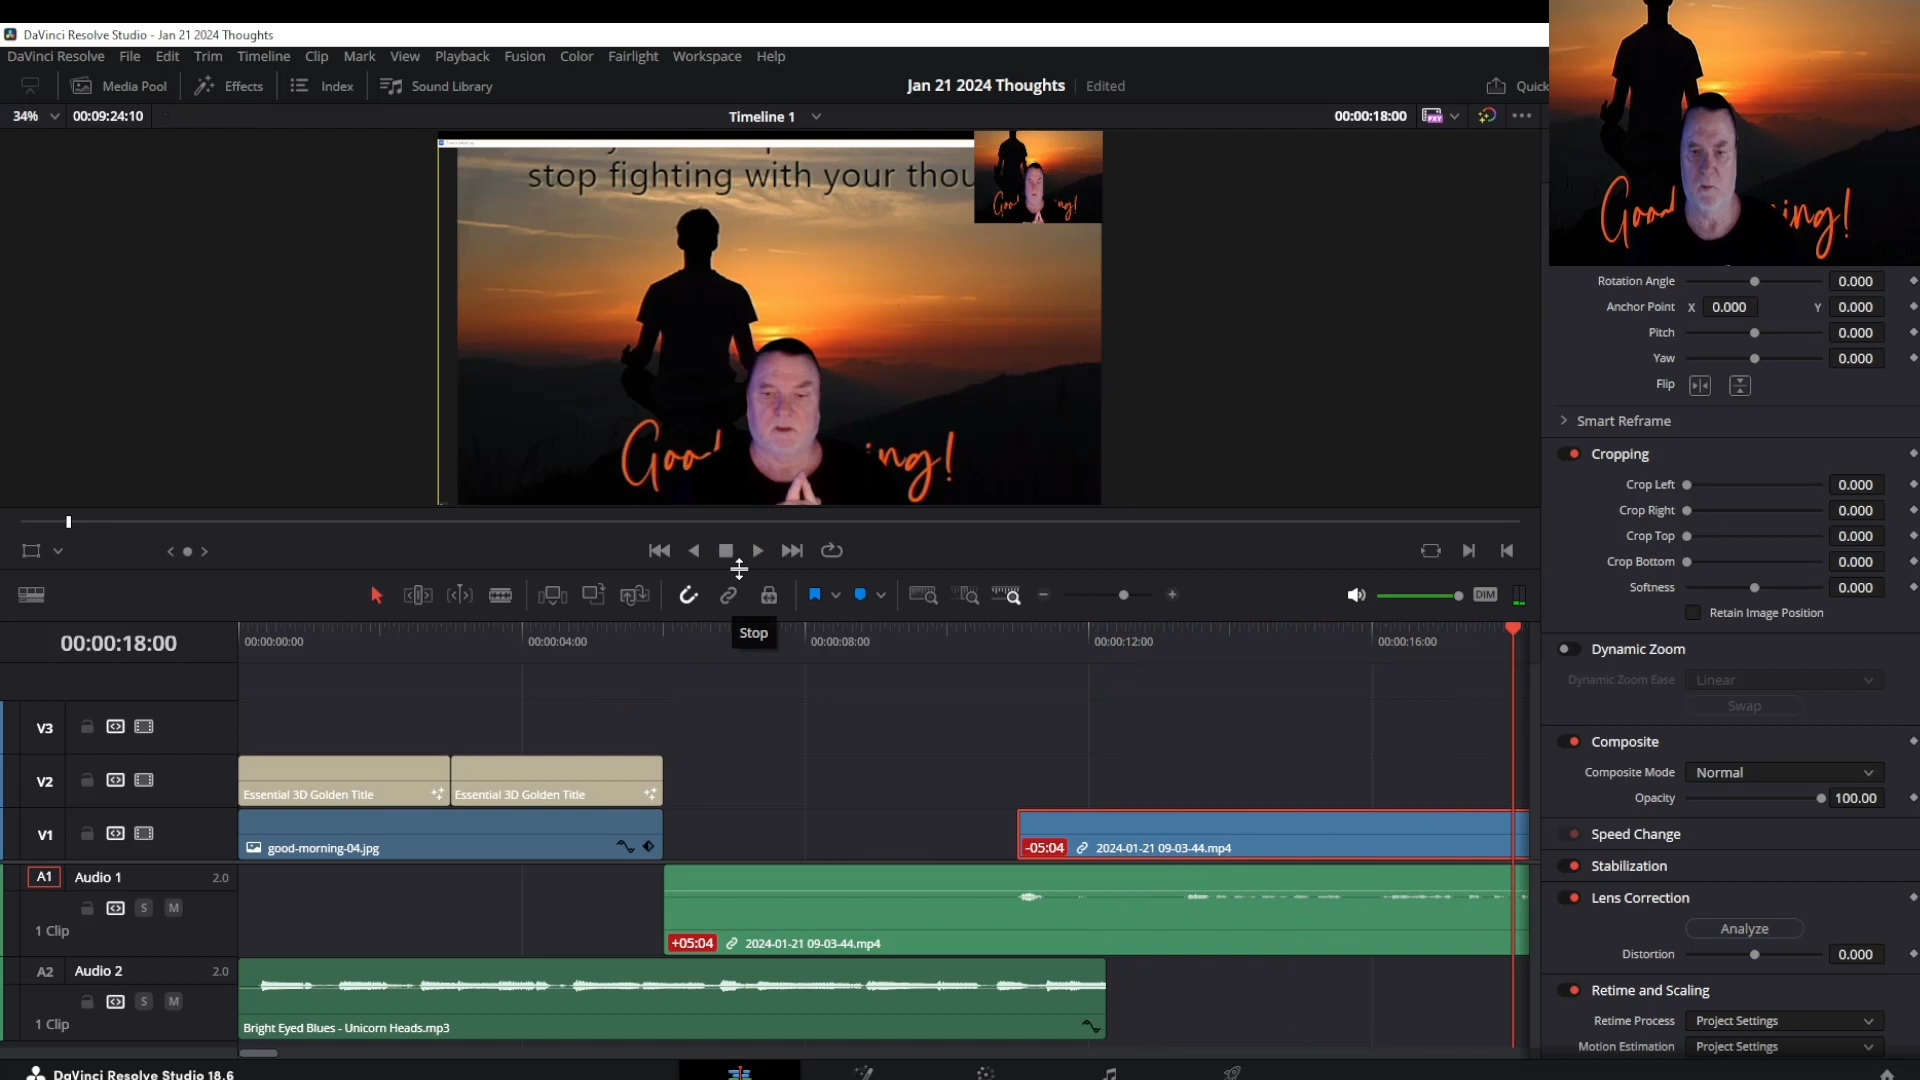 DaVinci Resolve Studio - Jan 21 2024 Thoughts
DaVinci Resolve File Edit Trim Timeline Clip Mark View Playback Fusion Color Fairlight Workspace Help
Media Pool Effects Index Sound Library Jan 21 2024 Thoughts Edited Quick
34% 00:09:24:10 Timeline 1 00:00:18:00
stop fighting with your thou
Rotation Angle 0.000
Anchor Point X 0.000 Y 0.000
Pitch 0.000
Yaw 0.000
Flip
Smart Reframe
Cropping
Crop Left 0.000
Crop Right 0.000
Crop Top 0.000
Crop Bottom 0.000
Softness 0.000
Retain Image Position
DIM
Stop
00:00:18:00 00:00:00:00 00:00:04:00 00:00:08:00 00:00:12:00 00:00:16:00
Dynamic Zoom
Dynamic Zoom Ease Linear
Swap
Composite
Composite Mode Normal
Opacity 100.00
Speed Change
Stabilization
Lens Correction
Analyze
Distortion 0.000
Retime and Scaling
Retime Process Project Settings
Motion Estimation Project Settings
V3
V2 Essential 3D Golden Title Essential 3D Golden Title
V1 good-morning-04.jpg -05:04 2024-01-21 09-03-44.mp4
A1 Audio 1 2.0
S M
1 Clip +05:04 2024-01-21 09-03-44.mp4
A2 Audio 2 2.0
S M
1 Clip Bright Eyed Blues - Unicorn Heads.mp3
DaVinci Resolve Studio 18.6